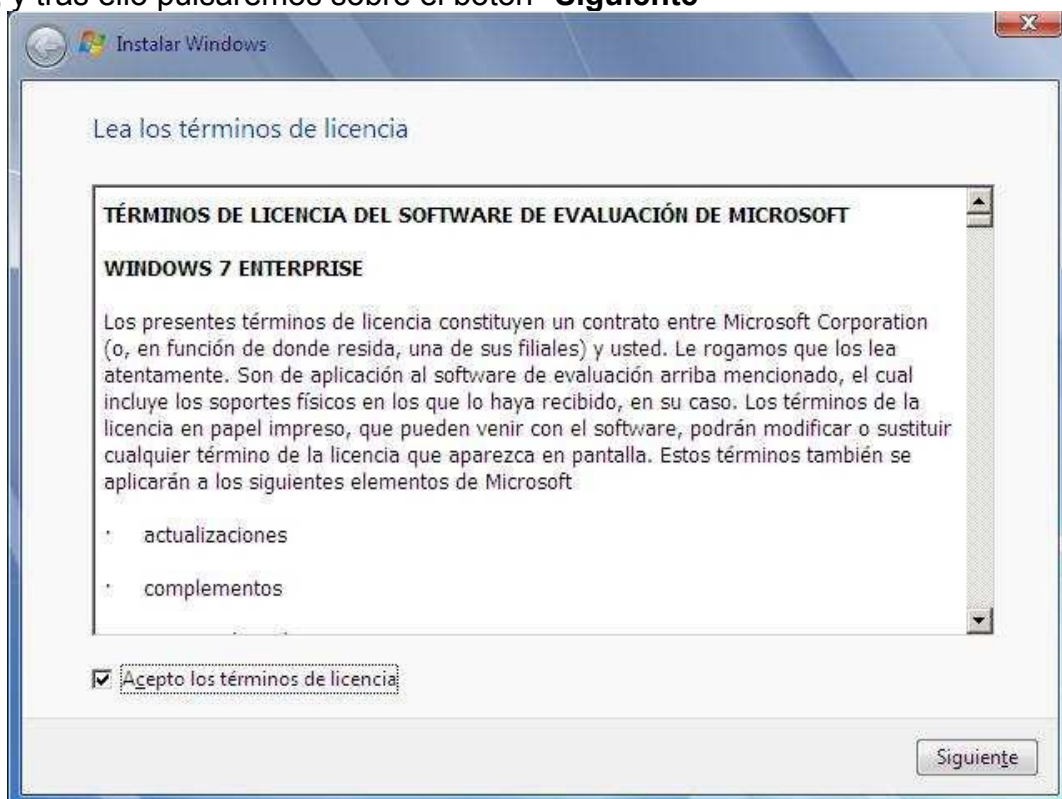 y tras ello pulsaremos sobre el botón "Siguiente"
Instalar Windows
Lea los términos de licencia
TÉRMINOS DE LICENCIA DEL SOFTWARE DE EVALUACIÓN DE MICROSOFT
WINDOWS 7 ENTERPRISE
Los presentes términos de licencia constituyen un contrato entre Microsoft Corporation
(o, en función de donde resida, una de sus filiales) y usted. Le rogamos que los lea
atentamente. Son de aplicación al software de evaluación arriba mencionado, el cual
incluye los soportes físicos en los que lo haya recibido, en su caso. Los términos de la
licencia en papel impreso, que pueden venir con el software, podrán modificar o sustituir
cualquier término de la licencia que aparezca en pantalla. Estos términos también se
aplicarán a los siguientes elementos de Microsoft
· actualizaciones
· complementos
Acepto los términos de licencia
Siguiente